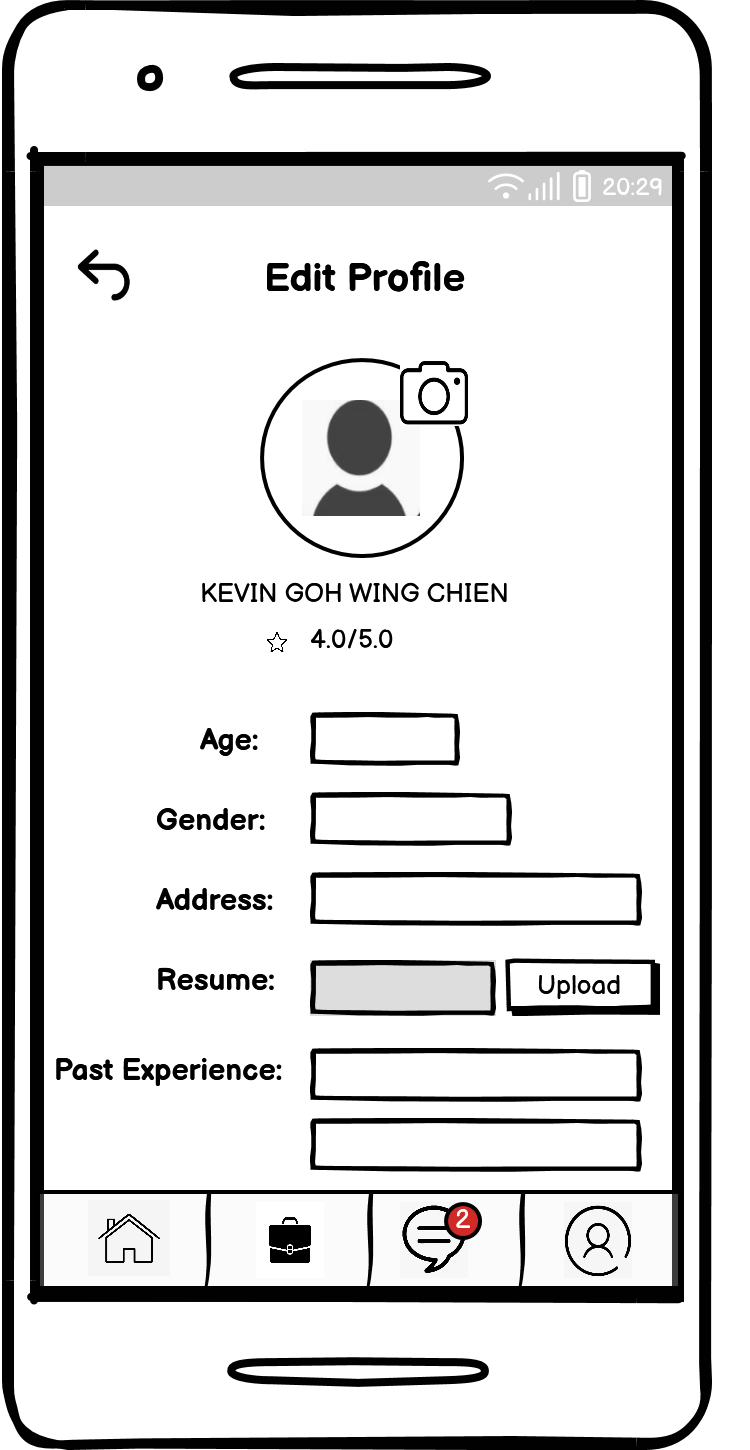 20:29
Edit Profile
KEVIN GOH WING CHIEN
4.0/5.0
Age:
Gender:
Address:
Resume:
Upload
Past Experience:
2